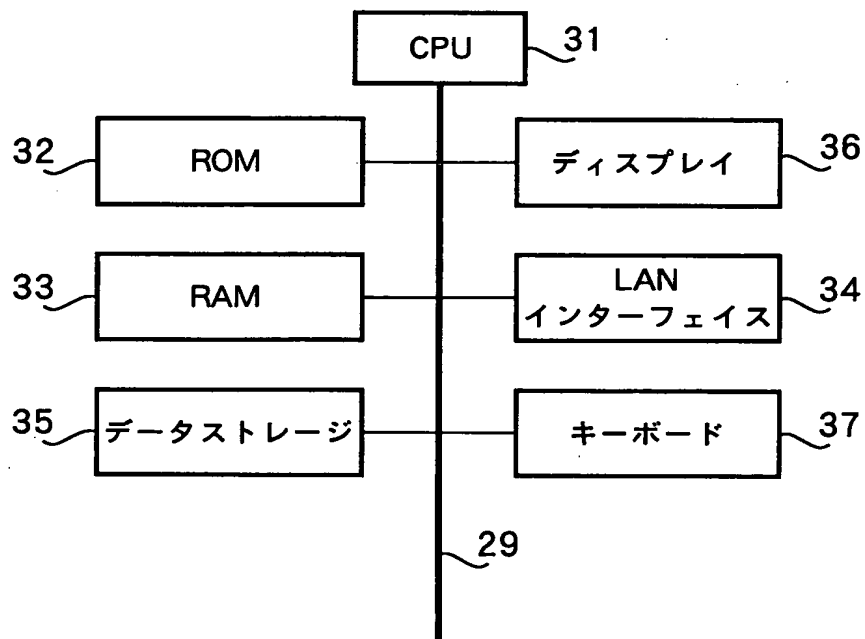 CPU
31
32
ROM
ディスプレイ
36
33
RAM
LAN
インターフェイス
34
35
データストレージ
キーボード
37
29